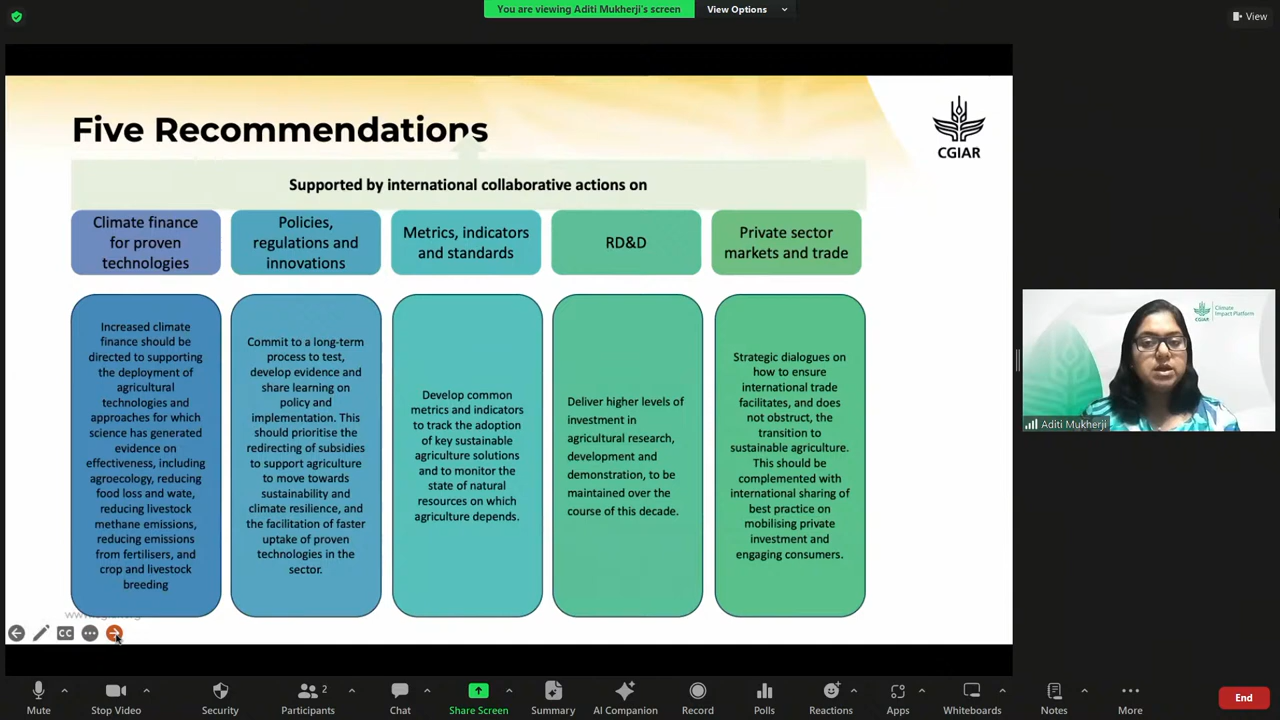 You are viewing Aditi Mukherji's screen
View Options
View
Five Recommendations
CGIAR
Supported by international collaborative actions on
Climate finance
for proven
technologies
Policies,
regulations and
innovations
Metrics, indicators
and standards
RD&D
Private sector
markets and trade
Increased climate
finance should be
directed to supporting
the deployment of
agricultural
technologies and
approaches for which
science has generated
evidence on
effectiveness, including
agroecology, reducing
food loss and wate,
reducing livestock
methane emissions,
reducing emissions
from fertilisers, and
crop and livestock
breeding
Commit to a long-term
process to test,
develop evidence and
share learning on
policy and
implementation. This
should prioritise the
redirecting of subsidies
to support agriculture
to move towards
sustainability and
climate resilience, and
the facilitation of faster
uptake of proven
technologies in the
sector.
Develop common
metrics and indicators
to track the adoption
of key sustainable
agriculture solutions
and to monitor the
state of natural
resources on which
agriculture depends.
Deliver higher levels of
investment in
agricultural research,
development and
demonstration, to be
maintained over the
course of this decade.
Strategic dialogues on
how to ensure
international trade
facilitates, and does
not obstruct, the
transition to
sustainable agriculture.
This should be
complemented with
international sharing of
best practice on
mobilising private
investment and
engaging consumers.
CC
CGIAR
Climate
Impact Platform
Aditi Mukherji
Mute
Stop Video
Security
Participants
2
Chat
Share Screen
Summary
AI Companion
Record
Polls
Reactions
Apps
Whiteboards
Notes
More
End